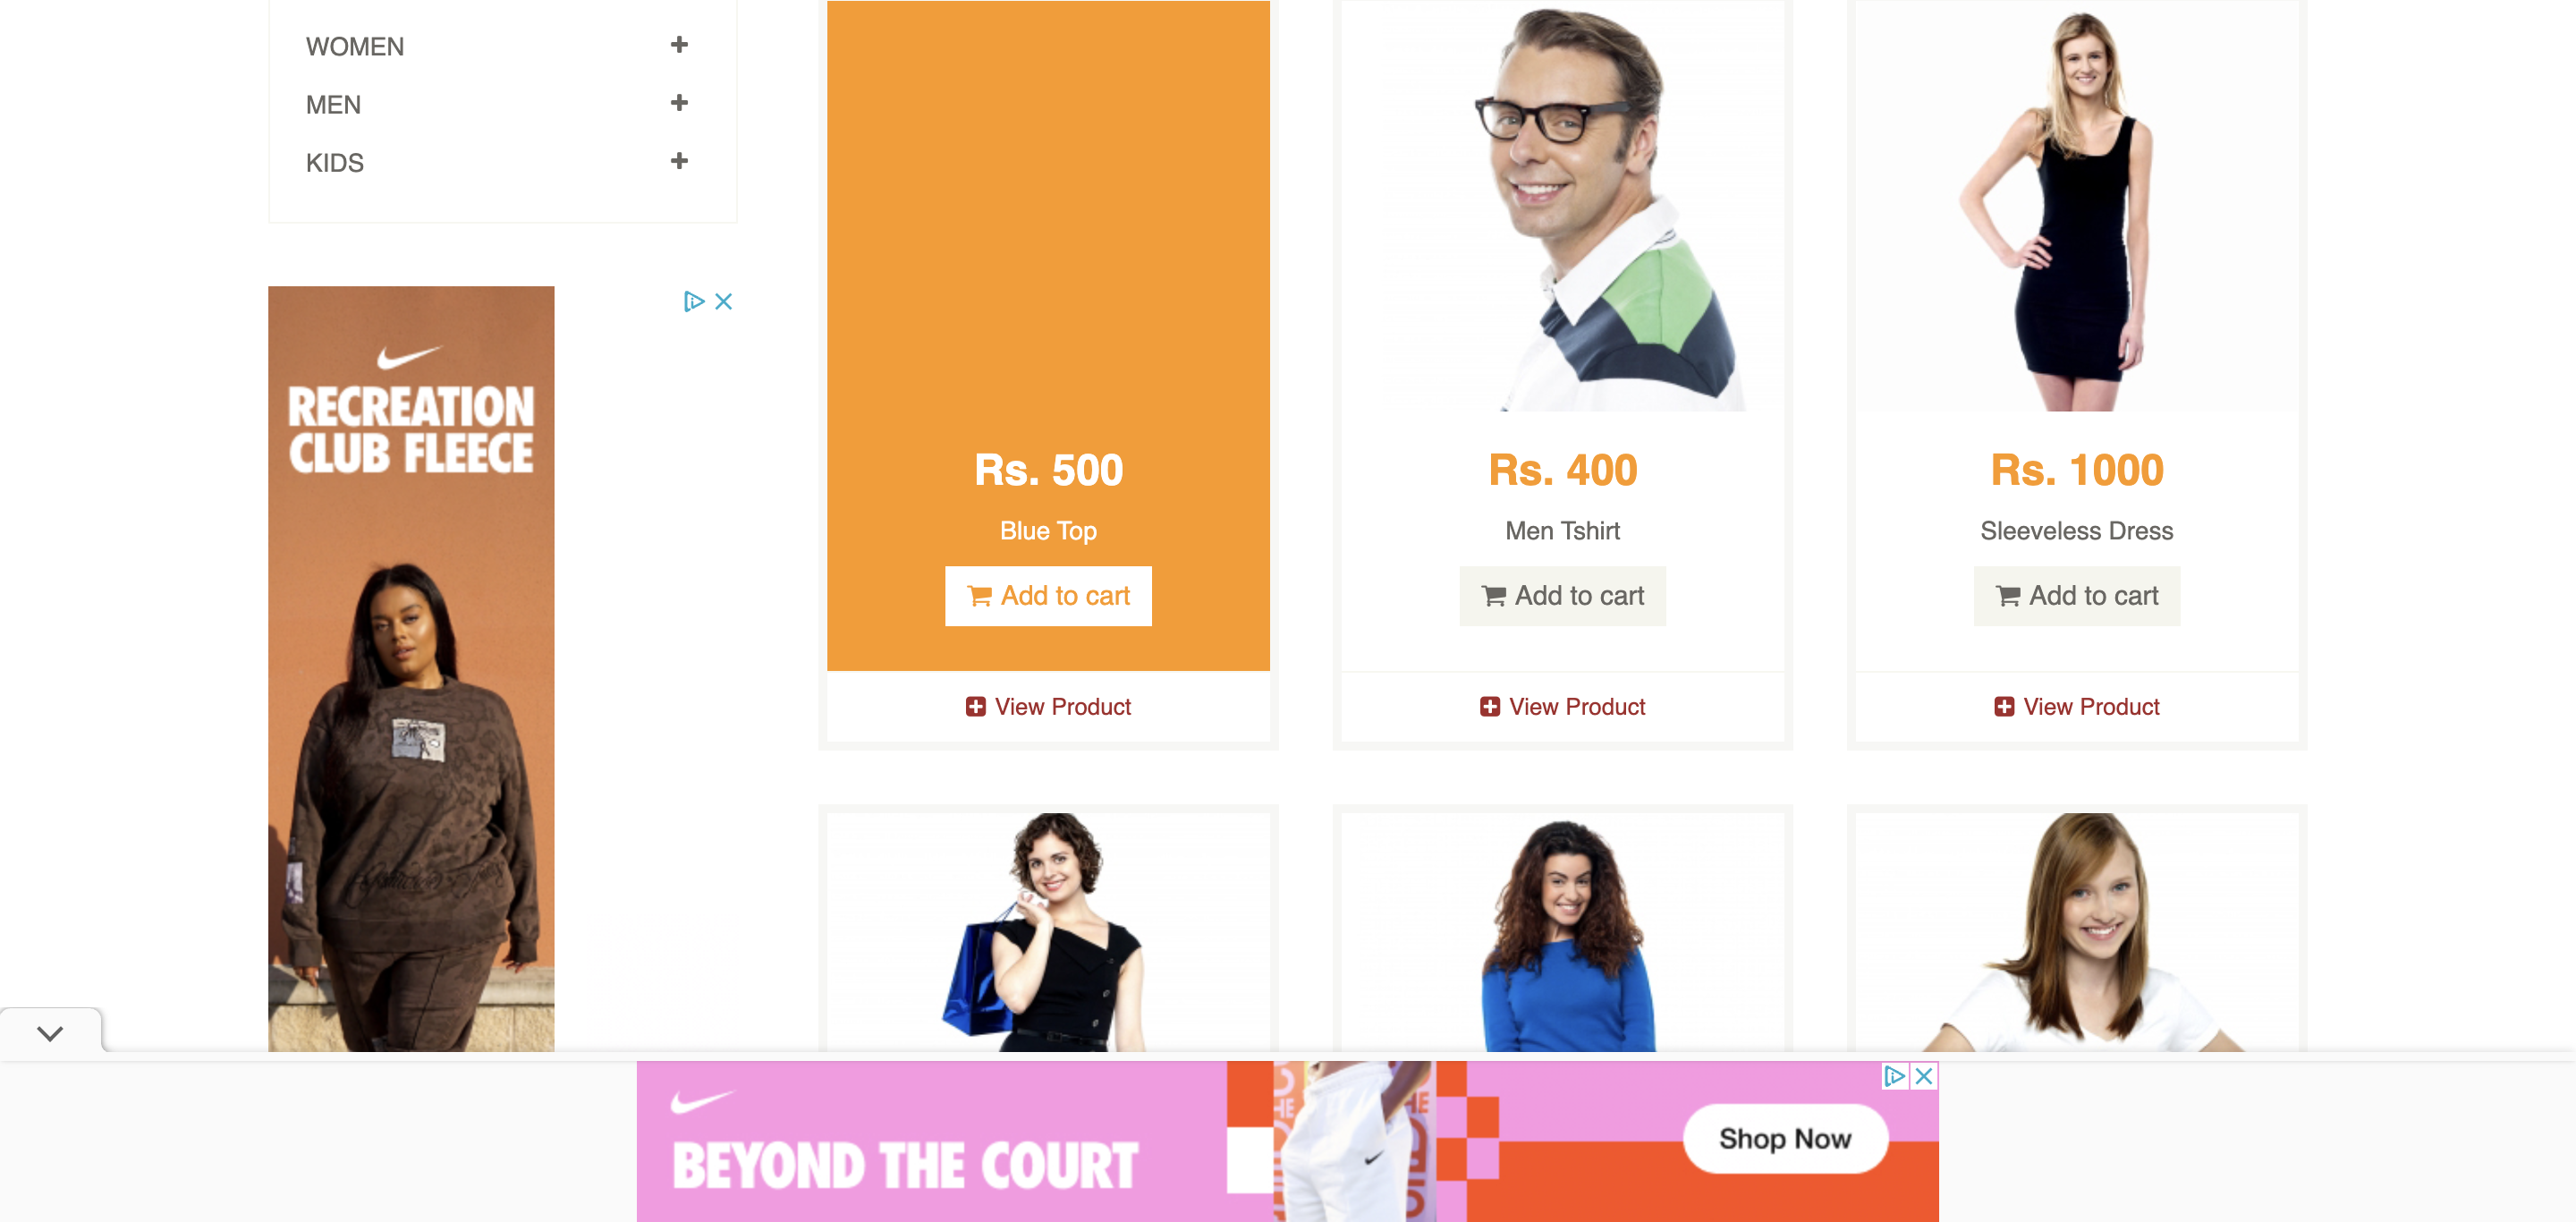 WOMEN
MEN
KIDS
RECREATION
CLUB FLEECE
Rs. 500
Blue Top
Add to cart
View Product
Rs. 400
Men Tshirt
Add to cart
View Product
Rs. 1000
Sleeveless Dress
Add to cart
View Product
BEYOND THE COURT
Shop Now